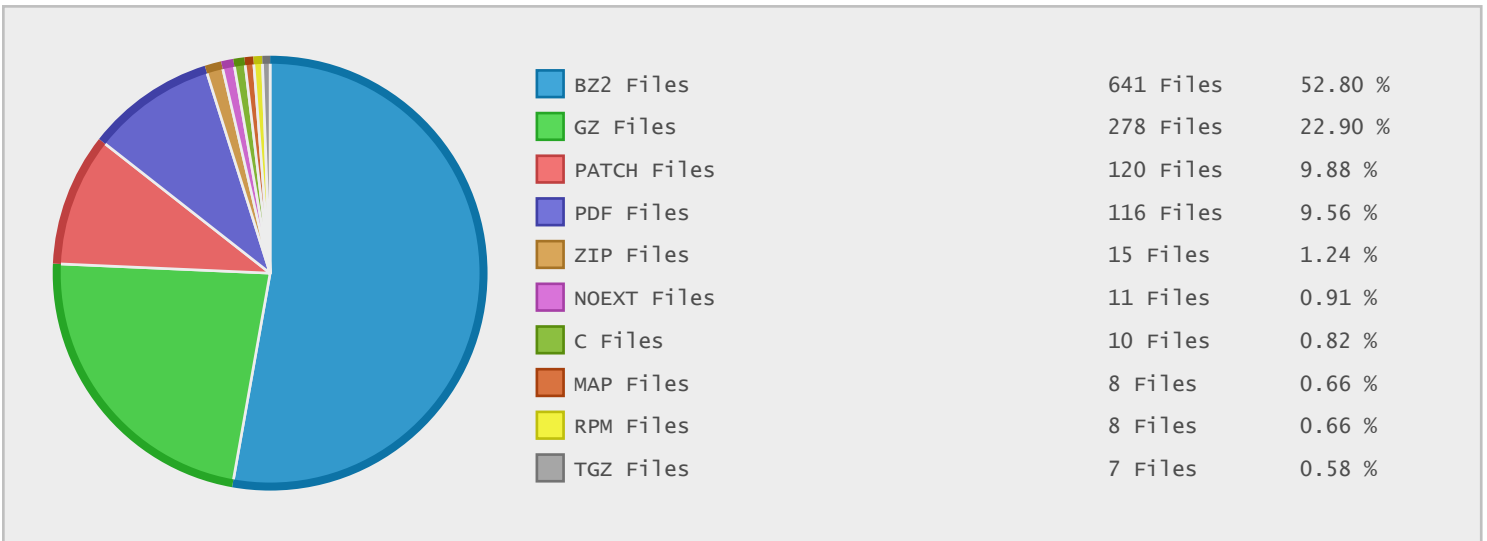 BZ2 Files 641 Files 52.80 %
GZ Files 278 Files 22.90 %
PATCH Files 120 Files 9.88 %
PDF Files 116 Files 9.56 %
ZIP Files 15 Files 1.24 %
NOEXT Files 11 Files 0.91 %
C Files 10 Files 0.82 %
MAP Files 8 Files 0.66 %
RPM Files 8 Files 0.66 %
TGZ Files 7 Files 0.58 %